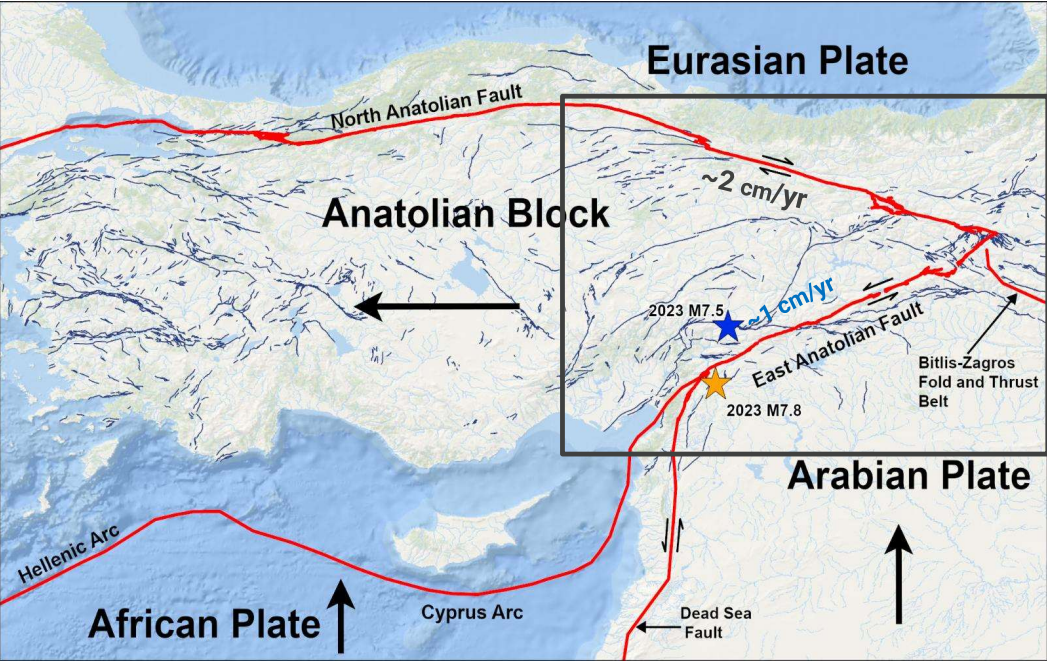 Eurasian Plate
North Anatolian Fault
~2 cm/yr
Anatolian Block
~1 cm/yr
2023 M7.5
East Anatolian Fault
Bitlis-Zagros
Fold and Thrust
Belt
2023 M7.8
Arabian Plate
Hellenic Arc
African Plate
Cyprus Arc
Dead Sea
Fault